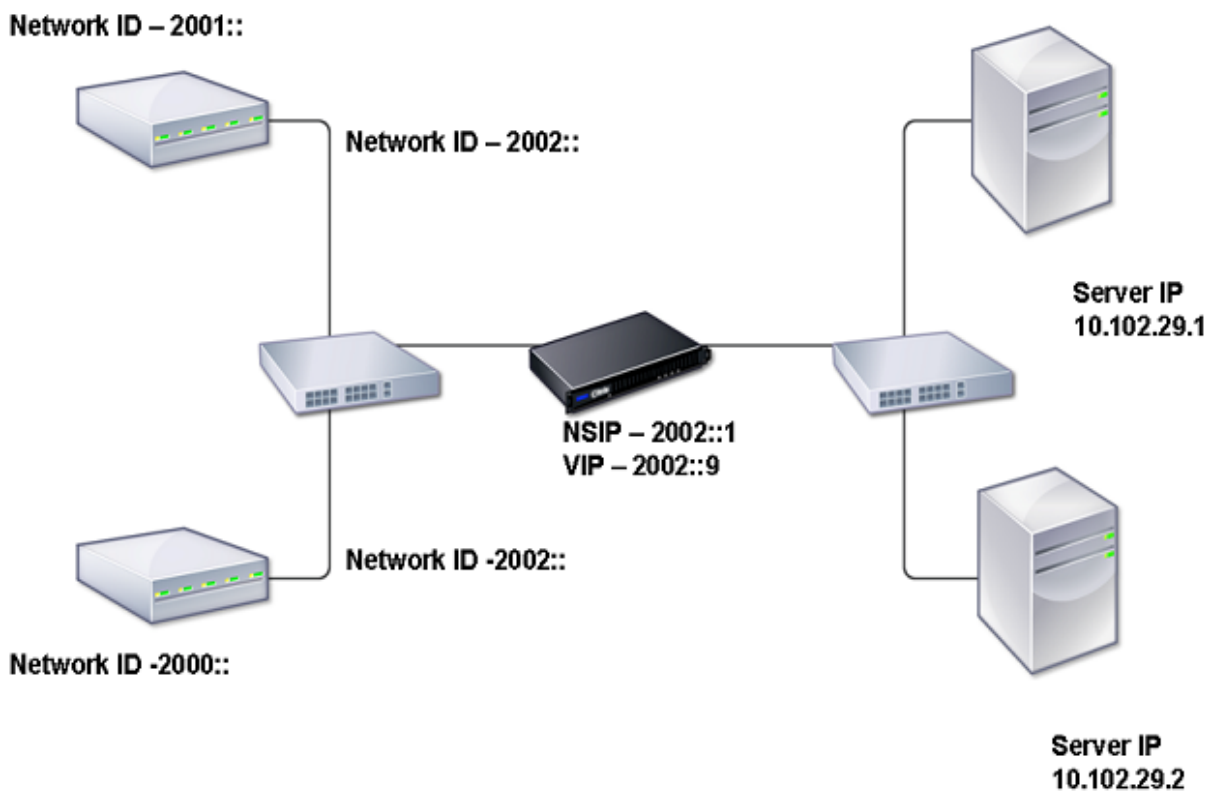 Network ID – 2001::
Network ID – 2002::
Server IP
10.102.29.1
Citrix
NSIP – 2002::1
VIP – 2002::9
Network ID -2002::
Network ID -2000::
Server IP
10.102.29.2